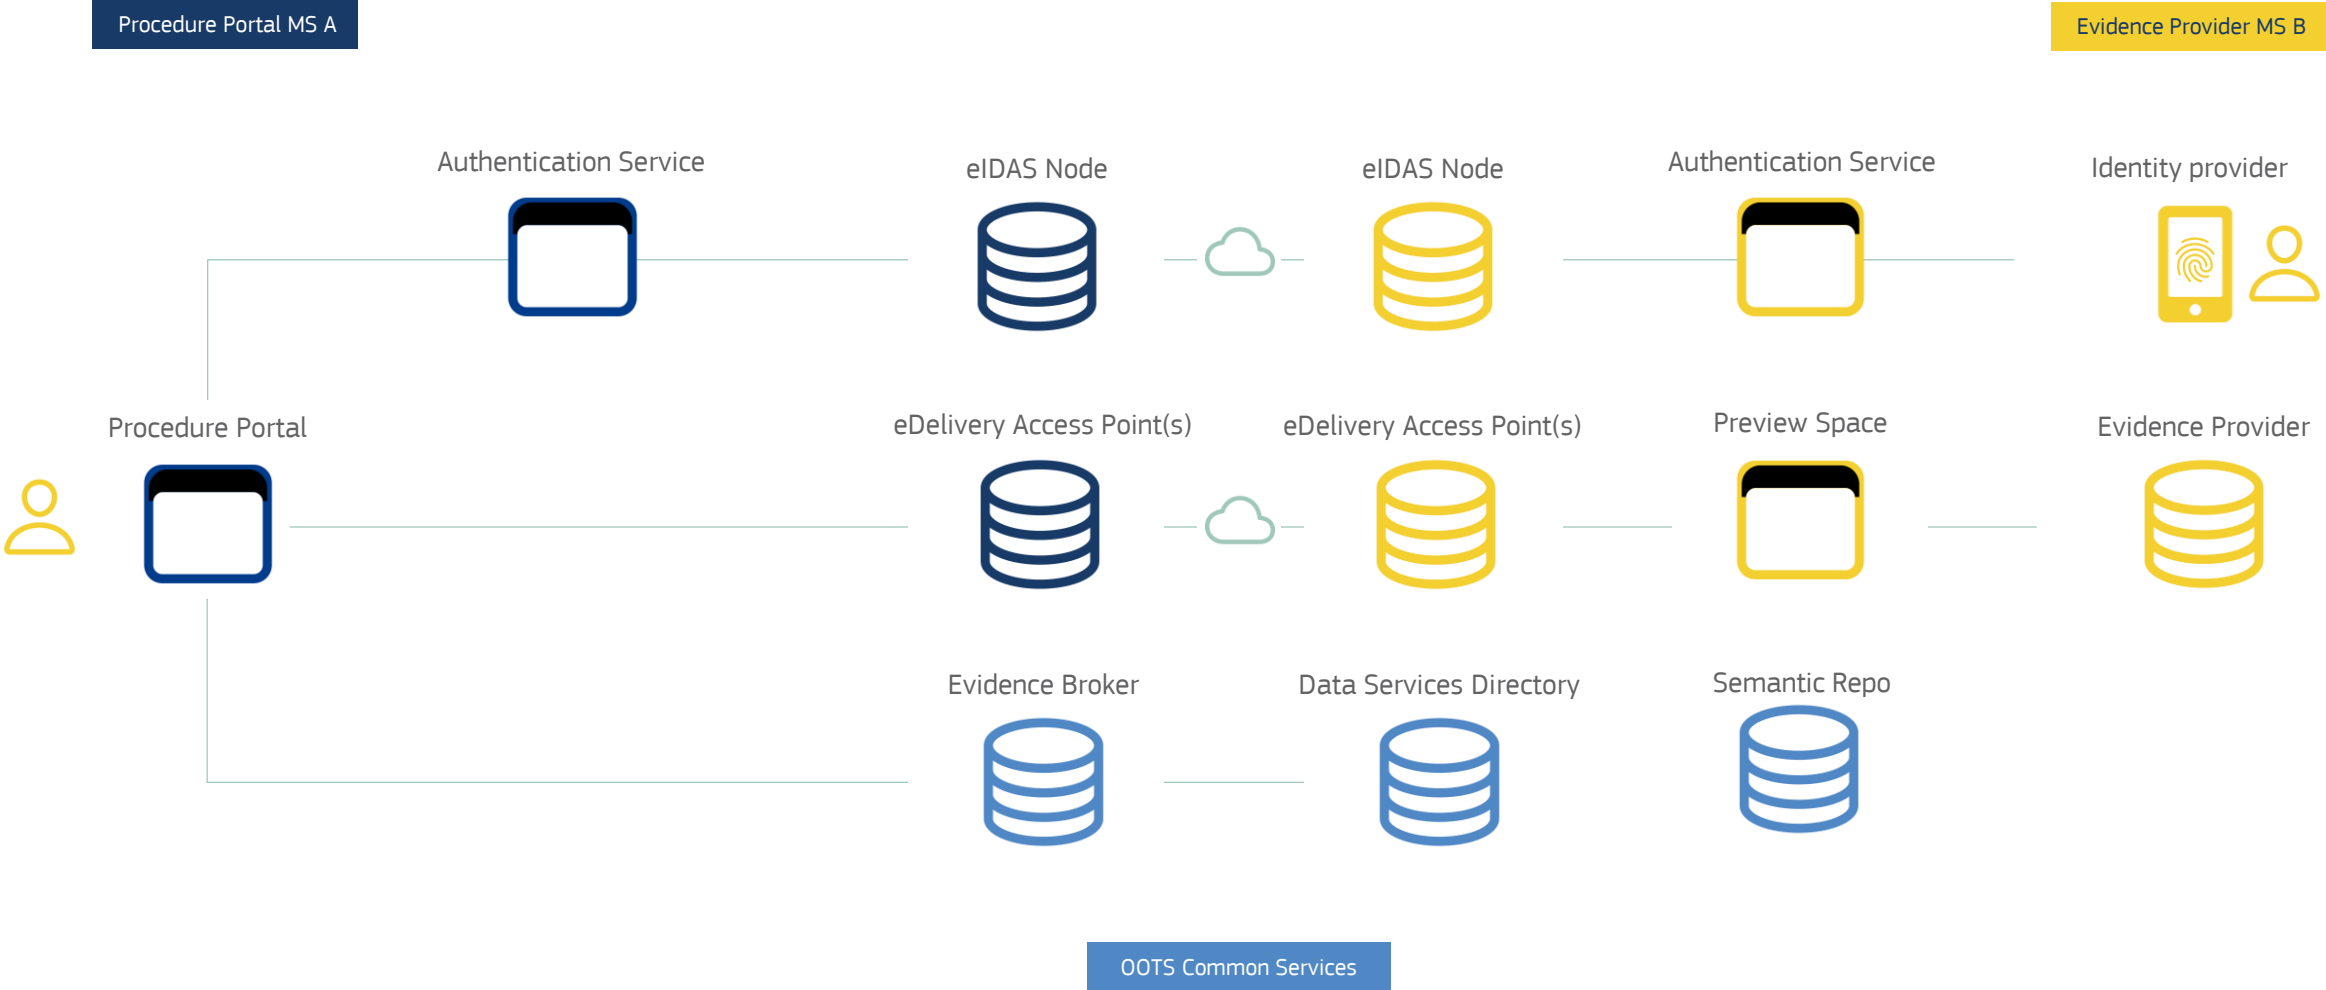 Procedure Portal MS A
Evidence Provider MS B
Authentication Service
eIDAS Node
eIDAS Node
Authentication Service
Identity provider
Procedure Portal
eDelivery Access Point(s)
eDelivery Access Point(s)
Preview Space
Evidence Provider
Evidence Broker
Data Services Directory
Semantic Repo
OOTS Common Services